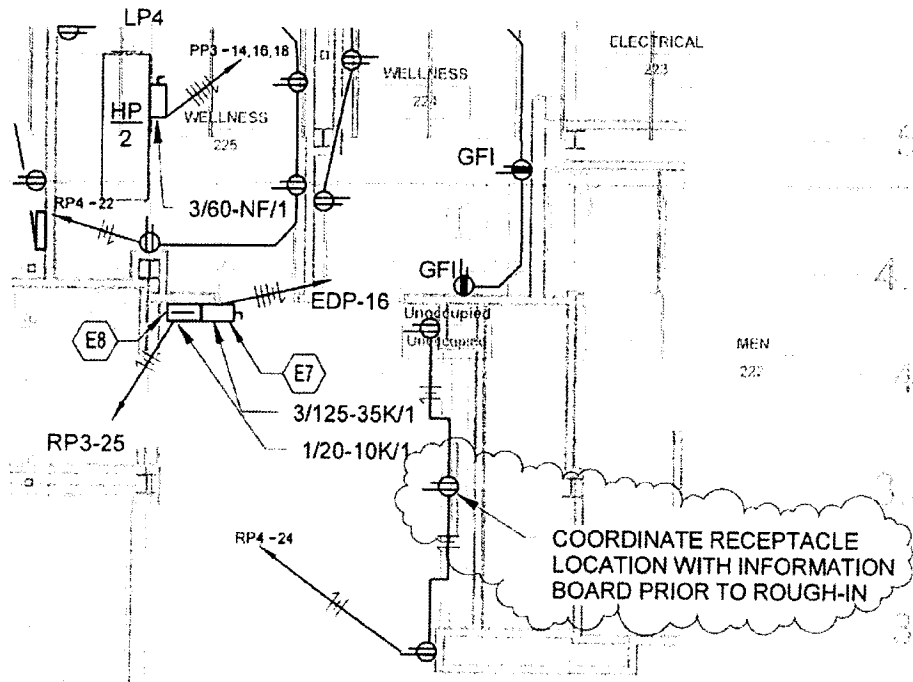 LP4
PP3-14,16,18
ELECTRICAL
223
WELLNESS
224
HP
2
WELLNESS
225
GFI
3/60-NF/1
RP4-22
GFI
EDP-16
Unoccupied
Unoccupied
E8
E7
MEN
222
3/125-35K/1
RP3-25
1/20-10K/1
RP4-24
COORDINATE RECEPTACLE
LOCATION WITH INFORMATION
BOARD PRIOR TO ROUGH-IN